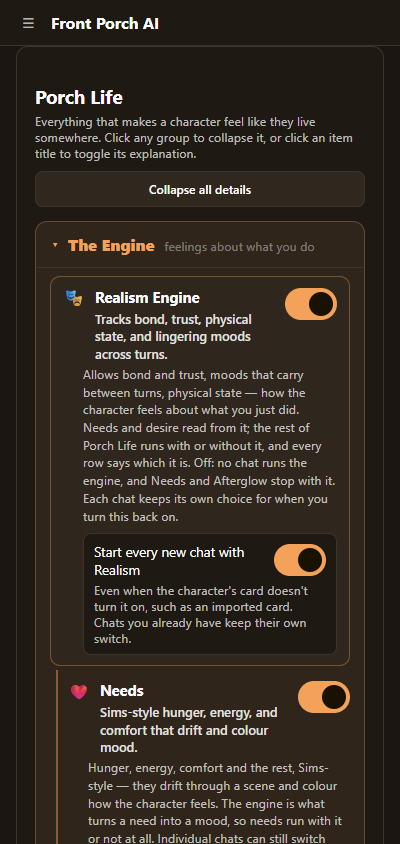 Front Porch AI
Porch Life
Everything that makes a character feel like they live
somewhere. Click any group to collapse it, or click an item
title to toggle its explanation.
Collapse all details
The Engine feelings about what you do
Realism Engine
Tracks bond, trust, physical
state, and lingering moods
across turns.
Allows bond and trust, moods that carry
between turns, physical state — how the
character feels about what you just did.
Needs and desire read from it; the rest of
Porch Life runs with or without it, and every
row says which it is. Off: no chat runs the
engine, and Needs and Afterglow stop with it.
Each chat keeps its own choice for when you
turn this back on.
Start every new chat with
Realism
Even when the character's card doesn't
turn it on, such as an imported card.
Chats you already have keep their own
switch.
Needs
Sims-style hunger, energy, and
comfort that drift and colour
mood.
Hunger, energy, comfort and the rest, Sims-
style — they drift through a scene and colour
how the character feels. The engine is what
turns a need into a mood, so needs run with it
or not at all. Individual chats can still switch